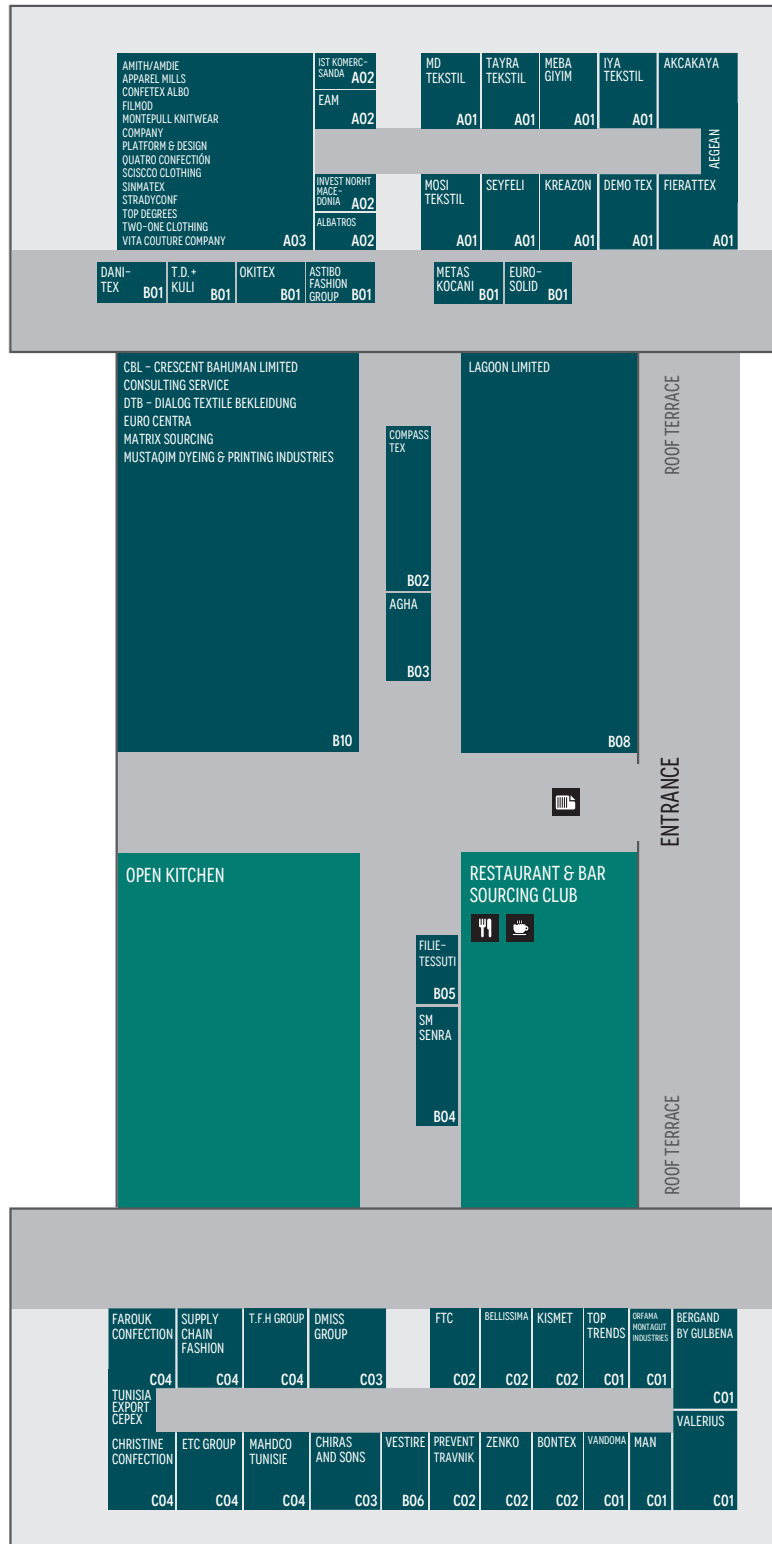 AMITH/AMDIE
APPAREL MILLS
CONFETEX ALBO
FILMOD
MONTEPULL KNITWEAR
COMPANY
PLATFORM & DESIGN
QUATRO CONFECTIÓN
SCISCCO CLOTHING
SINMATEX
STRADYCONF
TOP DEGREES
TWO-ONE CLOTHING
VITA COUTURE COMPANY
A03
IST KOMERC-
SANDA A02
EAM
A02
INVEST NORHT
MACE-
DONIA A02
ALBATROS
A02
MD
TEKSTIL
A01
TAYRA
TEKSTIL
A01
MEBA
GIYIM
A01
IYA
TEKSTIL
A01
AKCAKAYA
AEGEAN
MOSI
TEKSTIL
A01
SEYFELI
A01
KREAZON
A01
DEMO TEX
A01
FIERATTEX
A01
DANI-
TEX B01
T.D.+
KULI B01
OKITEX
B01
ASTIBO
FASHION
GROUP B01
METAS
KOCANI B01
EURO-
SOLID B01
CBL - CRESCENT BAHUMAN LIMITED
CONSULTING SERVICE
DTB - DIALOG TEXTILE BEKLEIDUNG
EURO CENTRA
MATRIX SOURCING
MUSTAQIM DYEING & PRINTING INDUSTRIES
B10
COMPASS
TEX
B02
AGHA
B03
LAGOON LIMITED
B08
ROOF TERRACE
ENTRANCE
OPEN KITCHEN
RESTAURANT & BAR
SOURCING CLUB
FILIE-
TESSUTI
B05
SM
SENRA
B04
ROOF TERRACE
FAROUK
CONFECTION
C04
SUPPLY
CHAIN
FASHION
C04
T.F.H GROUP
C04
DMISS
GROUP
C03
FTC
C02
BELLISSIMA
C02
KISMET
C02
TOP
TRENDS
C01
ORFAMA
MONTAGUT
INDUSTRIES
C01
BERGAND
BY GULBENA
C01
TUNISIA
EXPORT
CEPEX
CHRISTINE
CONFECTION
C04
ETC GROUP
C04
MAHDCO
TUNISIE
C04
CHIRAS
AND SONS
C03
VESTIRE
B06
PREVENT
TRAVNIK
C02
ZENKO
C02
BONTEX
C02
VANDOMA
C01
MAN
C01
VALERIUS
C01